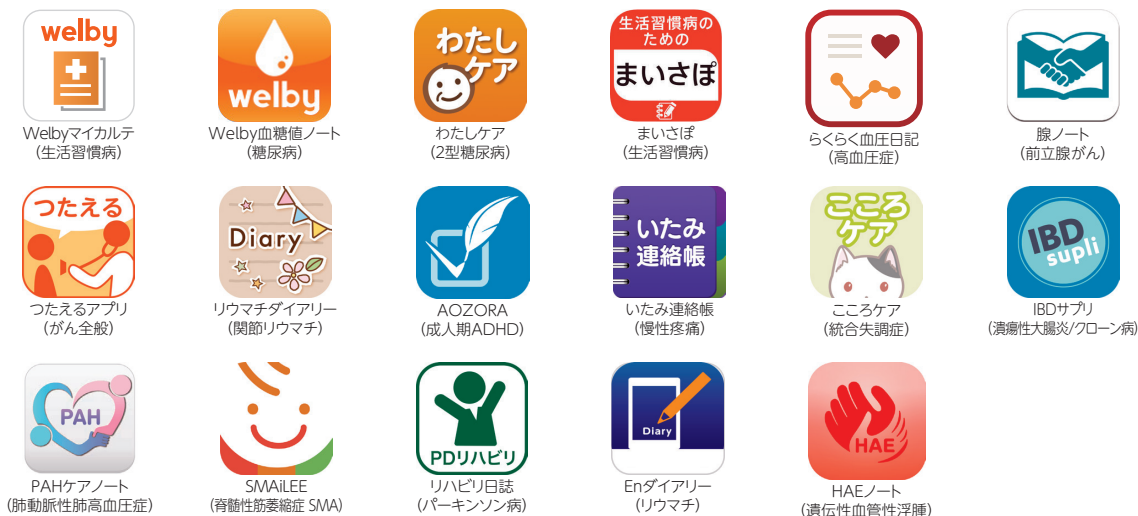 welby
Welbyマイカルテ
(生活習慣病)
welby
Welby血糖値ノート
(糖尿病)
わたし
ケア
わたしケア
(2型糖尿病)
生活習慣病の
ための
まいさぽ
まいさぽ
(生活習慣病)
らくらく血圧日記
(高血圧症)
腺ノート
(前立腺がん)
つたえる
つたえるアプリ
(がん全般)
Diary
リウマチダイアリー
(関節リウマチ)
AOZORA
(成人期ADHD)
いたみ
連絡帳
いたみ連絡帳
(慢性疼痛)
こころ
ケア
こころケア
(統合失調症)
IBD
supli
IBDサプリ
(潰瘍性大腸炎/クローン病)
PAH
PAHケアノート
(肺動脈性肺高血圧症)
SMAiLEE
(脊髄性筋萎縮症 SMA)
PDリハビリ
リハビリ日誌
(パーキンソン病)
Diary
Enダイアリー
(リウマチ)
HAE
HAEノート
(遺伝性血管性浮腫)